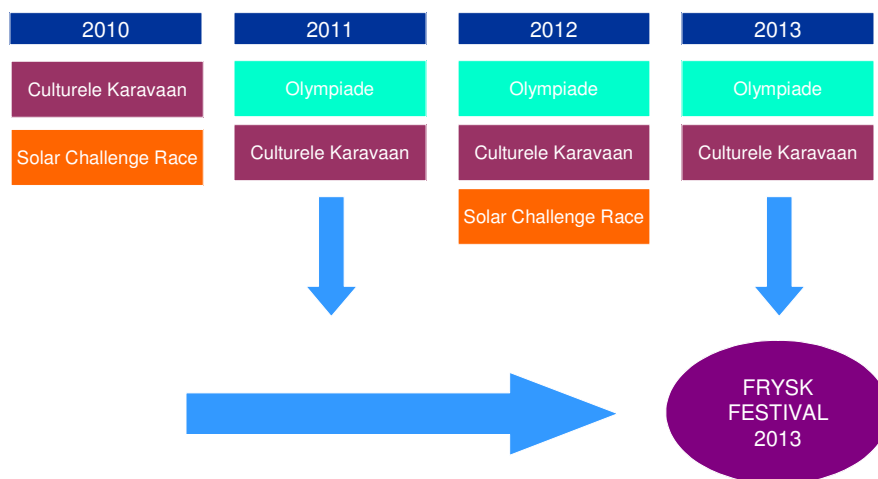 2010
2011
2012
2013
Culturele Karavaan
Olympiade
Olympiade
Olympiade
Solar Challenge Race
Culturele Karavaan
Culturele Karavaan
Culturele Karavaan
Solar Challenge Race
FRYSK
FESTIVAL
2013